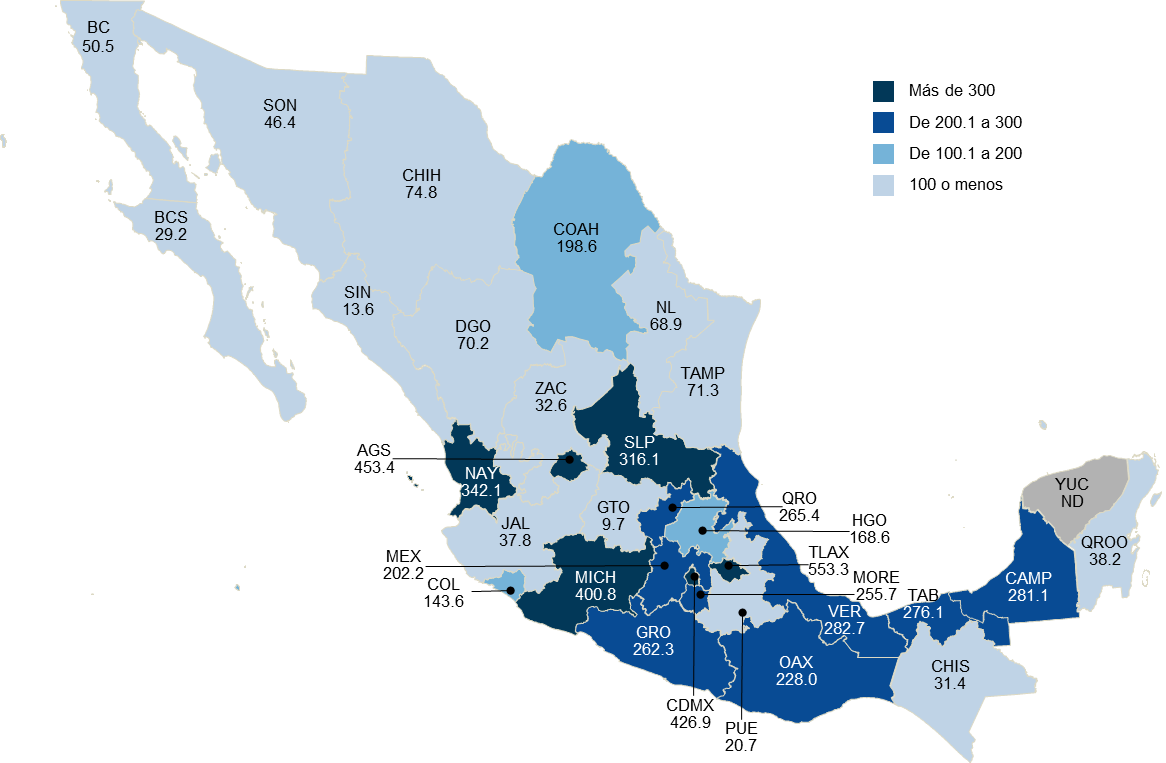 BC
50.5
SON
46.4
Más de 300
De 200.1 a 300
De 100.1 a 200
100 o menos
CHIH
74.8
BCS
29.2
COAH
198.6
SIN
13.6
NL
68.9
DGO
70.2
TAMP
71.3
ZAC
32.6
AGS
453.4
SLP
316.1
NAY
342.1
YUC
ND
QRO
265.4
GTO
9.7
JAL
37.8
HGO
168.6
QROO
38.2
MEX
202.2
TLAX
553.3
COL
143.6
MICH
400.8
MORE
255.7
TAB
276.1
CAMP
281.1
VER
282.7
GRO
262.3
OAX
228.0
CHIS
31.4
CDMX
426.9
PUE
20.7